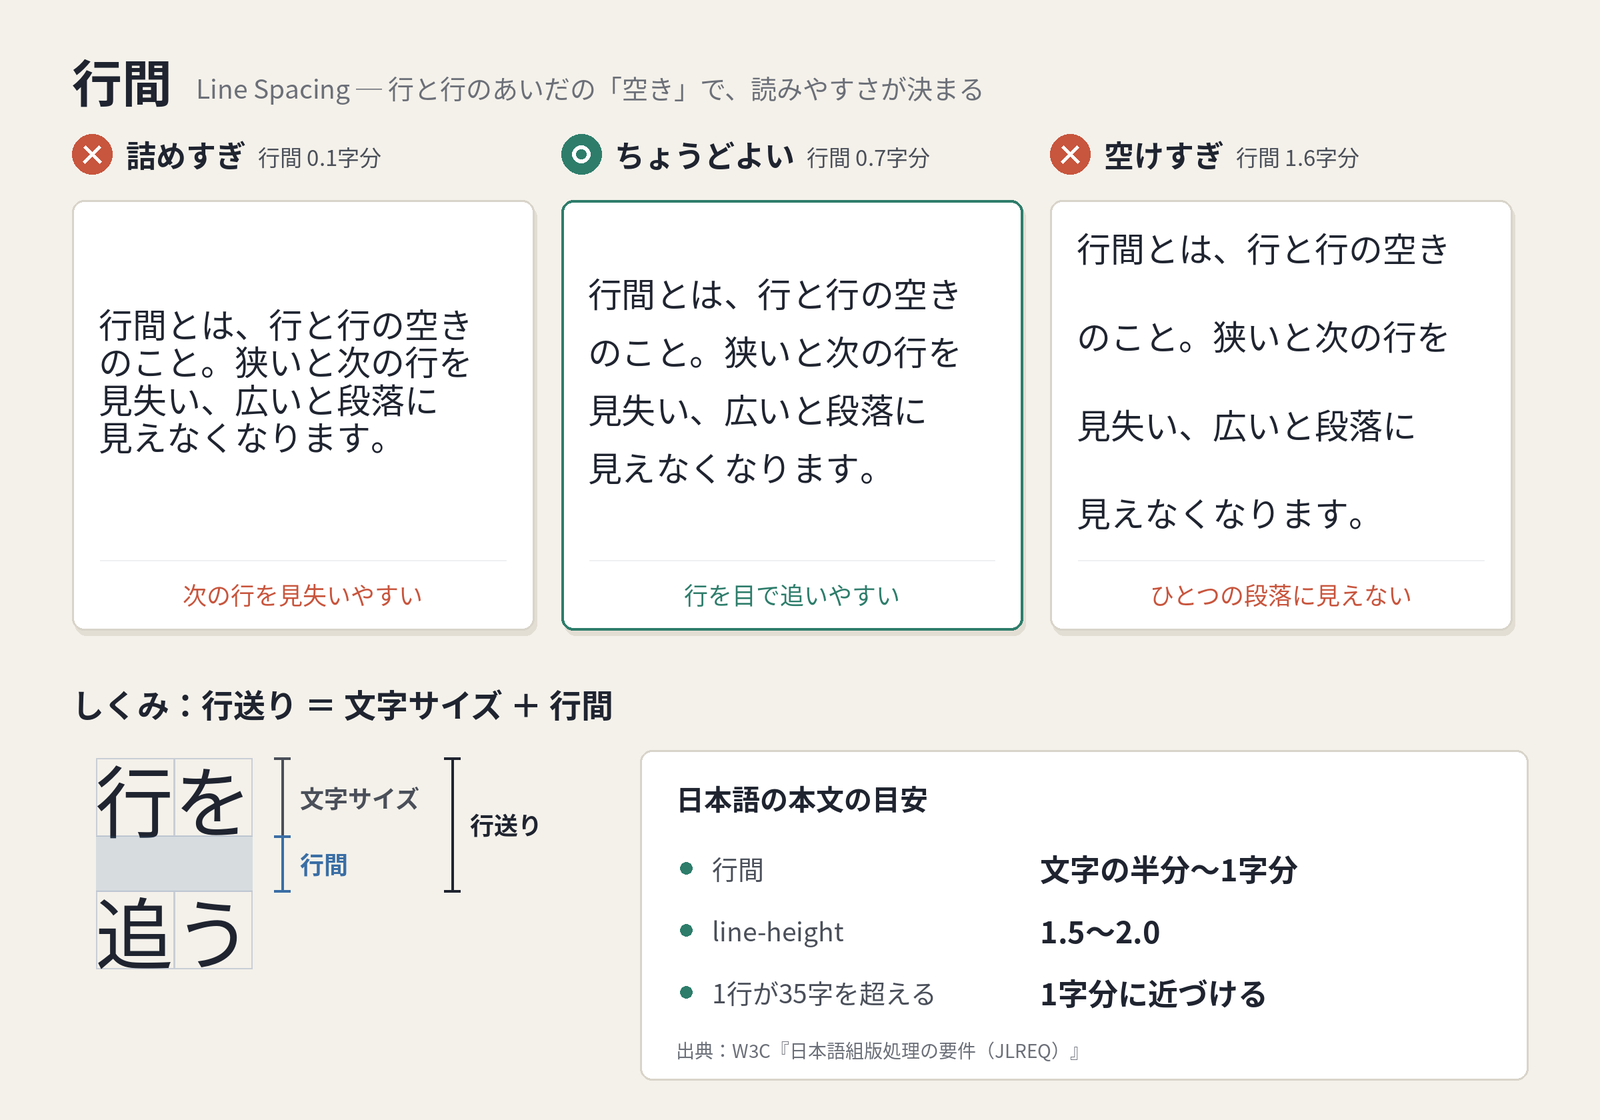 行間 Line Spacing — 行と行のあいだの「空き」で、読みやすさが決まる
詰めすぎ 行間 0.1字分
行間とは、行と行の空き
のこと。狭いと次の行を
見失い、広いと段落に
見えなくなります。
次の行を見失いやすい
ちょうどよい 行間 0.7字分
行間とは、行と行の空き
のこと。狭いと次の行を
見失い、広いと段落に
見えなくなります。
行を目で追いやすい
空けすぎ 行間 1.6字分
行間とは、行と行の空き
のこと。狭いと次の行を
見失い、広いと段落に
見えなくなります。
ひとつの段落に見えない
しくみ：行送り ＝ 文字サイズ ＋ 行間
行を
追う
文字サイズ
行間
行送り
日本語の本文の目安
行間 文字の半分〜1字分
line-height 1.5〜2.0
1行が35字を超える 1字分に近づける
出典：W3C『日本語組版処理の要件（JLREQ）』